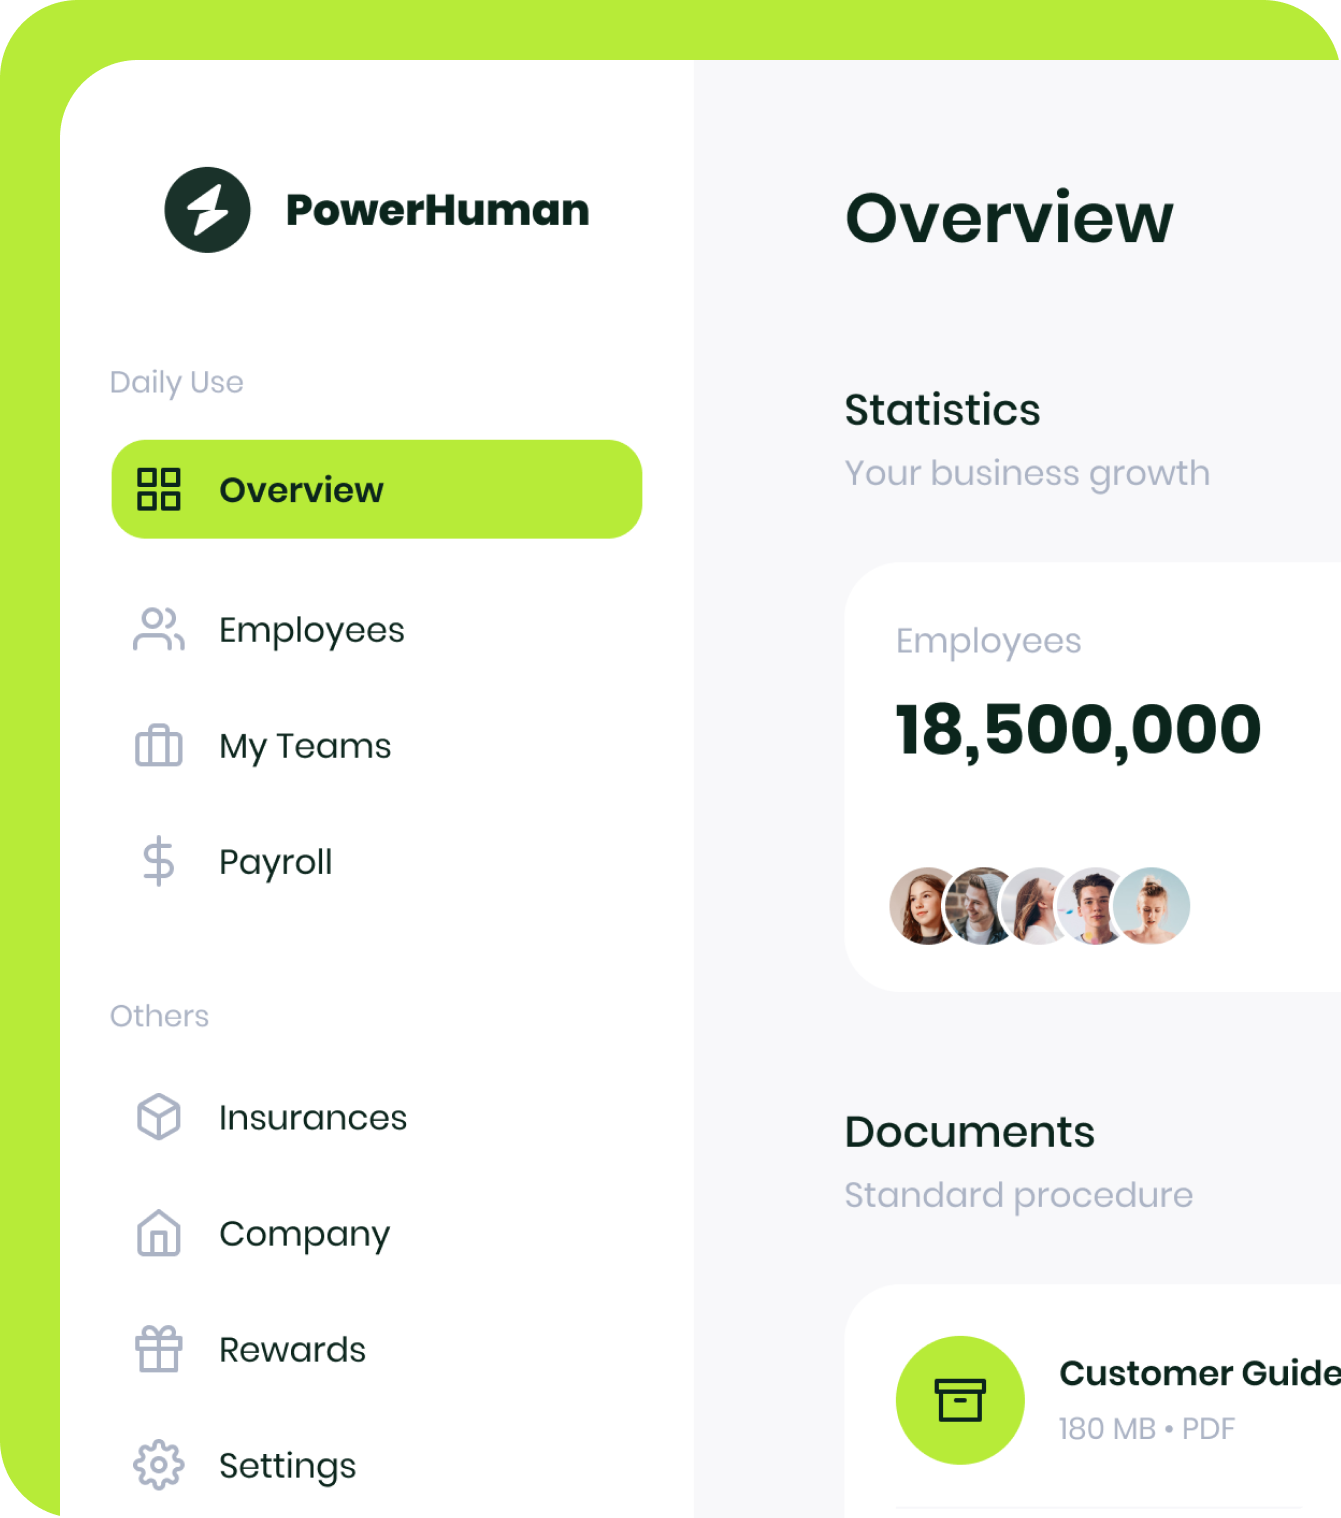 PowerHuman
Daily Use
Overview
Employees
My Teams
Payroll
Others
Insurances
Company
Rewards
Settings
Overview
Statistics
Your business growth
Employees
18,500,000
Documents
Standard procedure
Customer Guide
180 MB • PDF